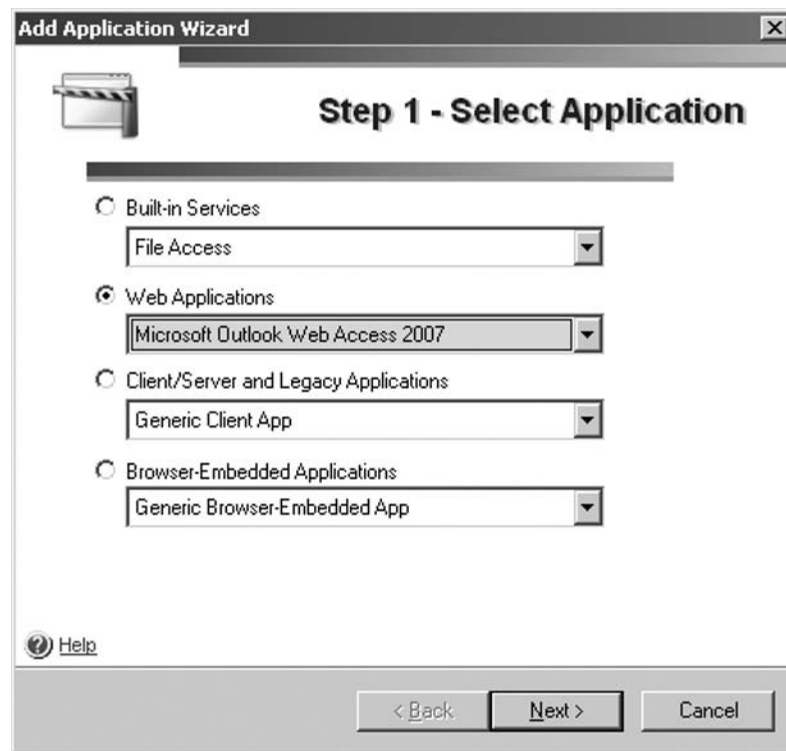 Add Application Wizard
Step 1 - Select Application
Built-in Services
File Access
Web Applications
Microsoft Outlook Web Access 2007
Client/Server and Legacy Applications
Generic Client App
Browser-Embedded Applications
Generic Browser-Embedded App
Help
< Back Next > Cancel